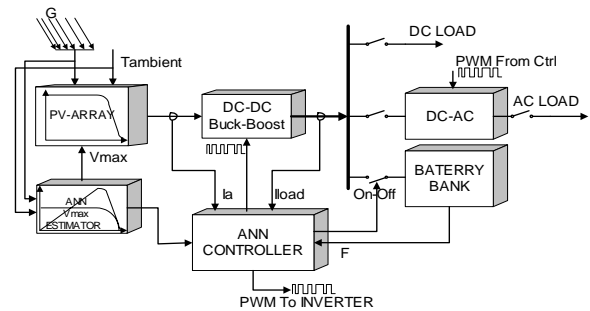 G
Tambient
DC LOAD
PWM From Ctrl
AC LOAD
PV-ARRAY
DC-DC
Buck-Boost
DC-AC
Vmax
BATERRY
BANK
ANN
Vmax
ESTIMATOR
Ia
Iload
On-Off
ANN
CONTROLLER
F
PWM To INVERTER